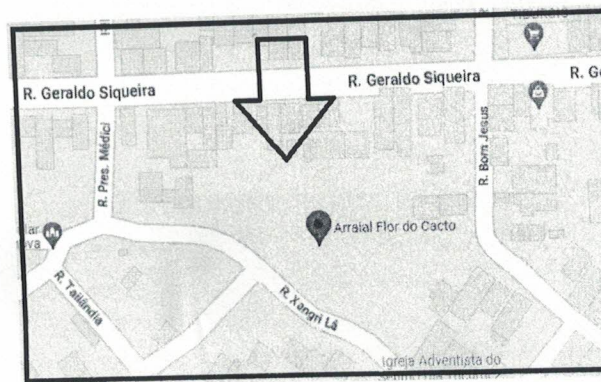 R. Geraldo Siqueira
R. Geraldo Siqueira
R. Pres. Médici
R. Bom Jesus
Arraial Flor do Cacto
R. Tailândia
R. Xangri Lá
Igreja Adventista do